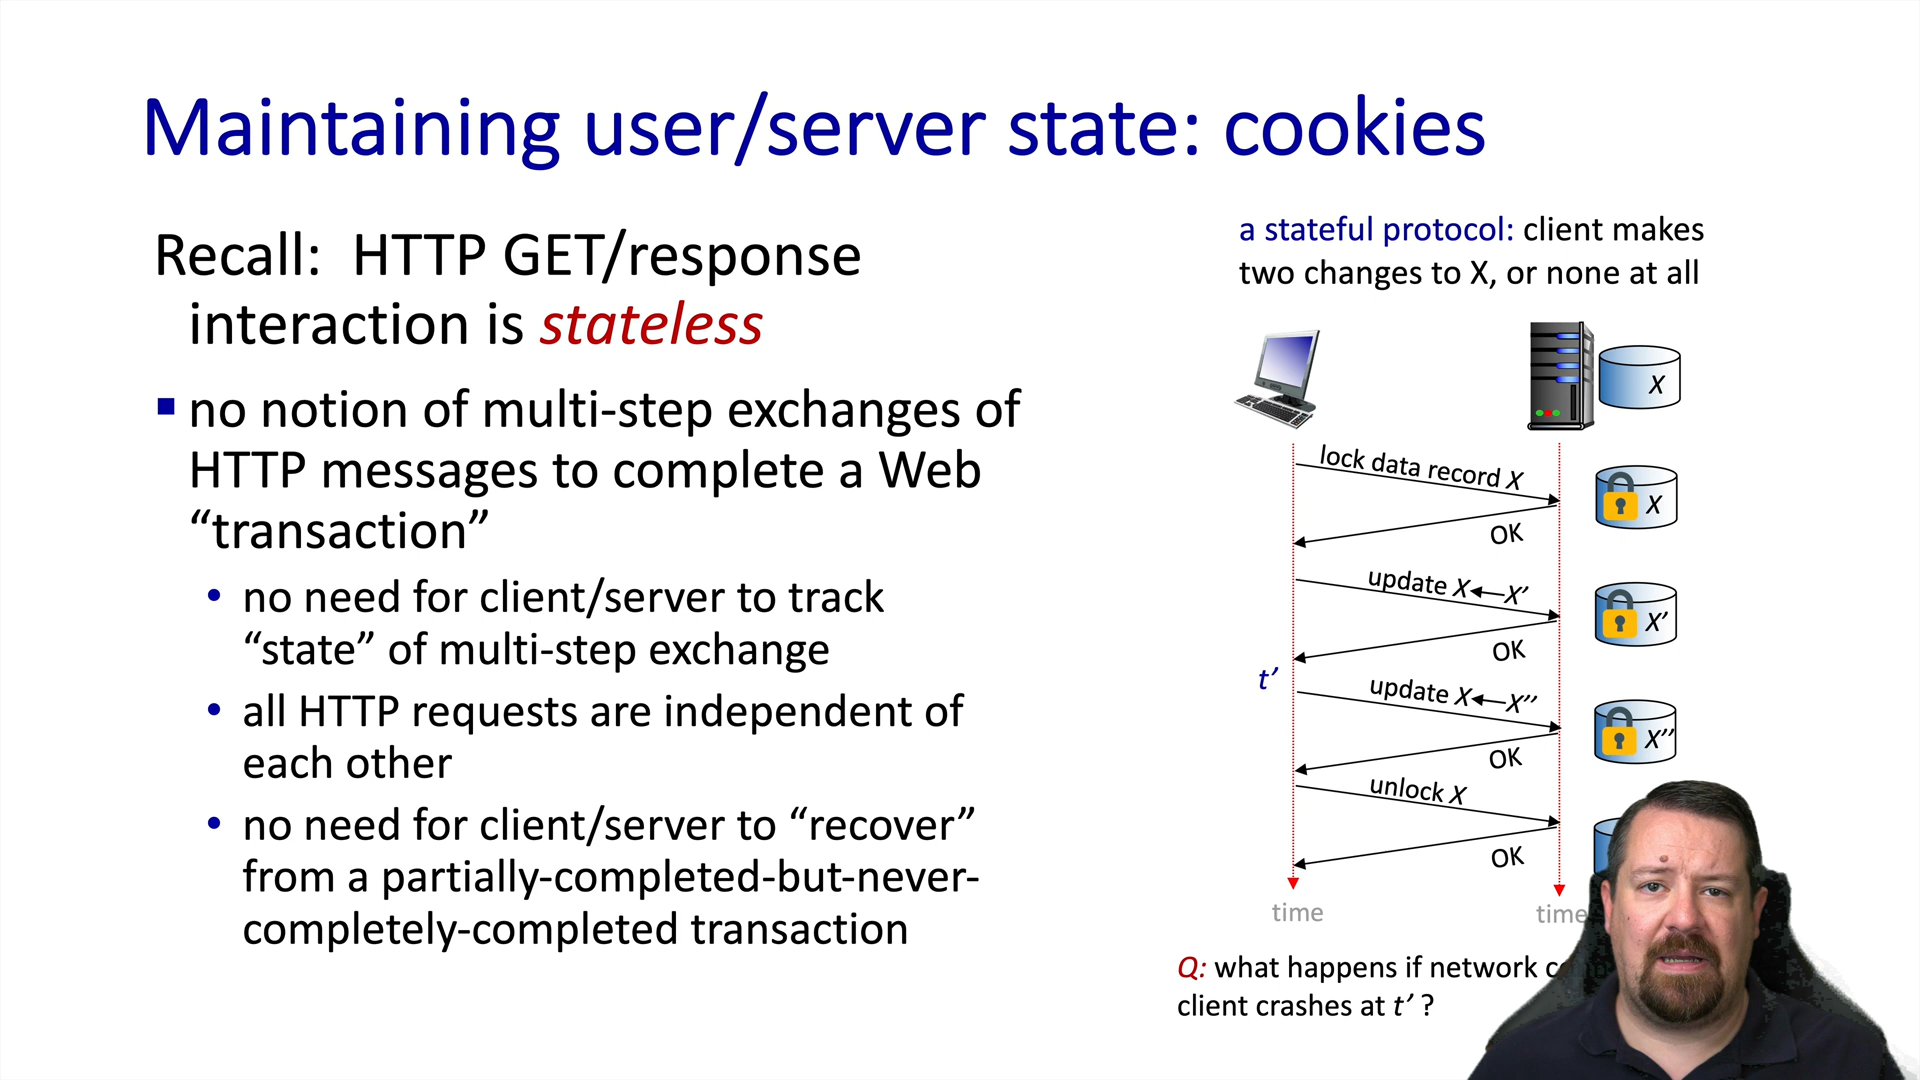 Maintaining user/server state: cookies
Recall: HTTP GET/response
interaction is stateless
no notion of multi-step exchanges of
HTTP messages to complete a Web
“transaction”
no need for client/server to track
“state” of multi-step exchange
all HTTP requests are independent of
each other
no need for client/server to “recover”
from a partially-completed-but-never-
completely-completed transaction
a stateful protocol: client makes
two changes to X, or none at all
X
lock data record X
X
OK
update X←X’
X’
OK
t’
update X←X’’
X’’
OK
unlock X
OK
time
time
Q: what happens if network
client crashes at t’ ?